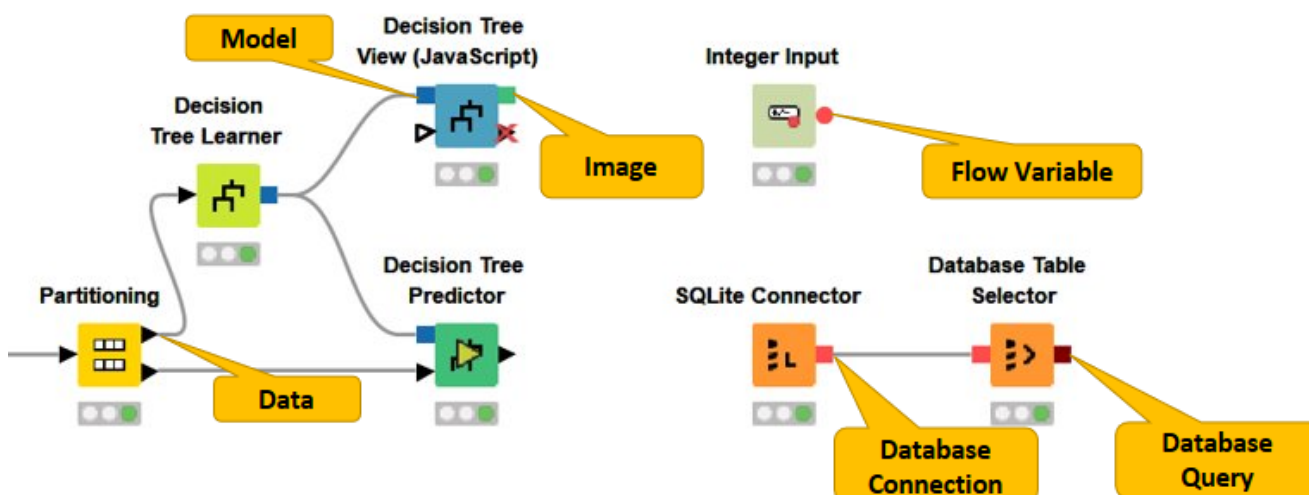 Decision Tree
View (JavaScript)
Model
Integer Input
Decision
Tree Learner
Image
Flow Variable
Partitioning
Decision Tree
Predictor
SQLite Connector
Database Table
Selector
Data
L
Database
Connection
Database
Query